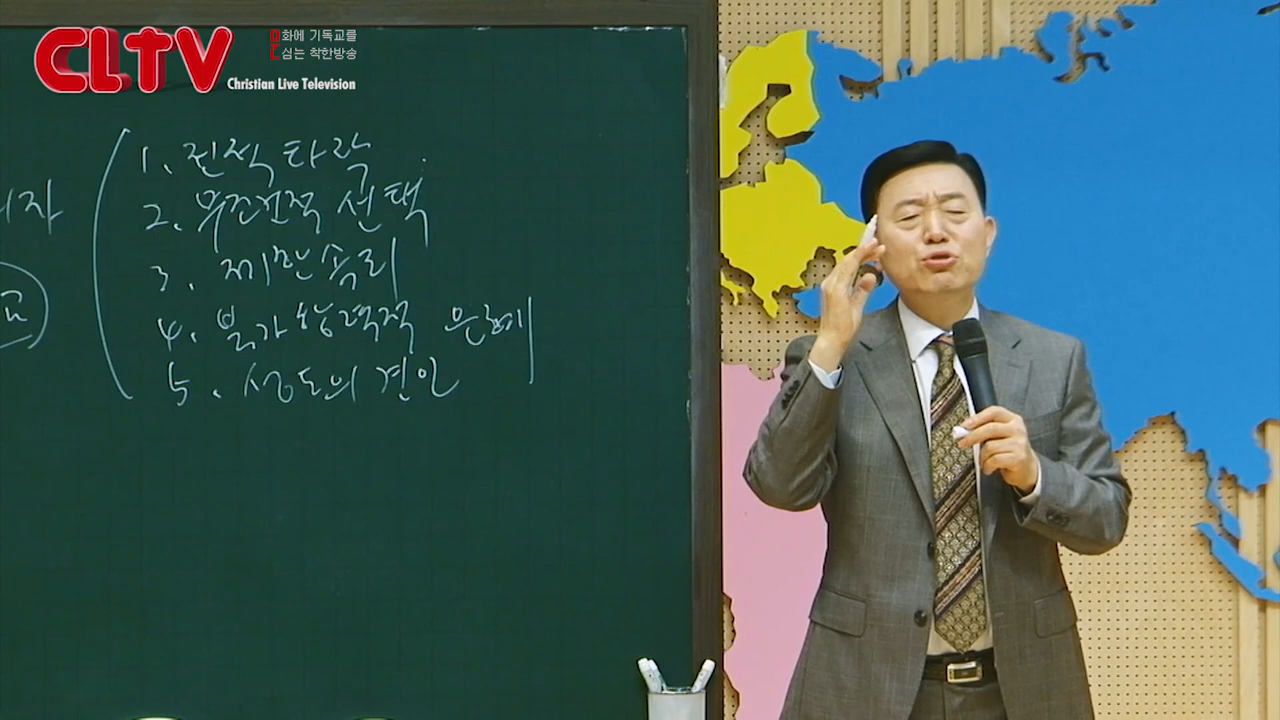 CLTV
문화에 기독교를
심는 착한방송
Christian Live Television
1. 전적 타락
2. 무조건적 선택
3. 제한 속죄
4. 불가항력적 은혜
5. 성도의 견인